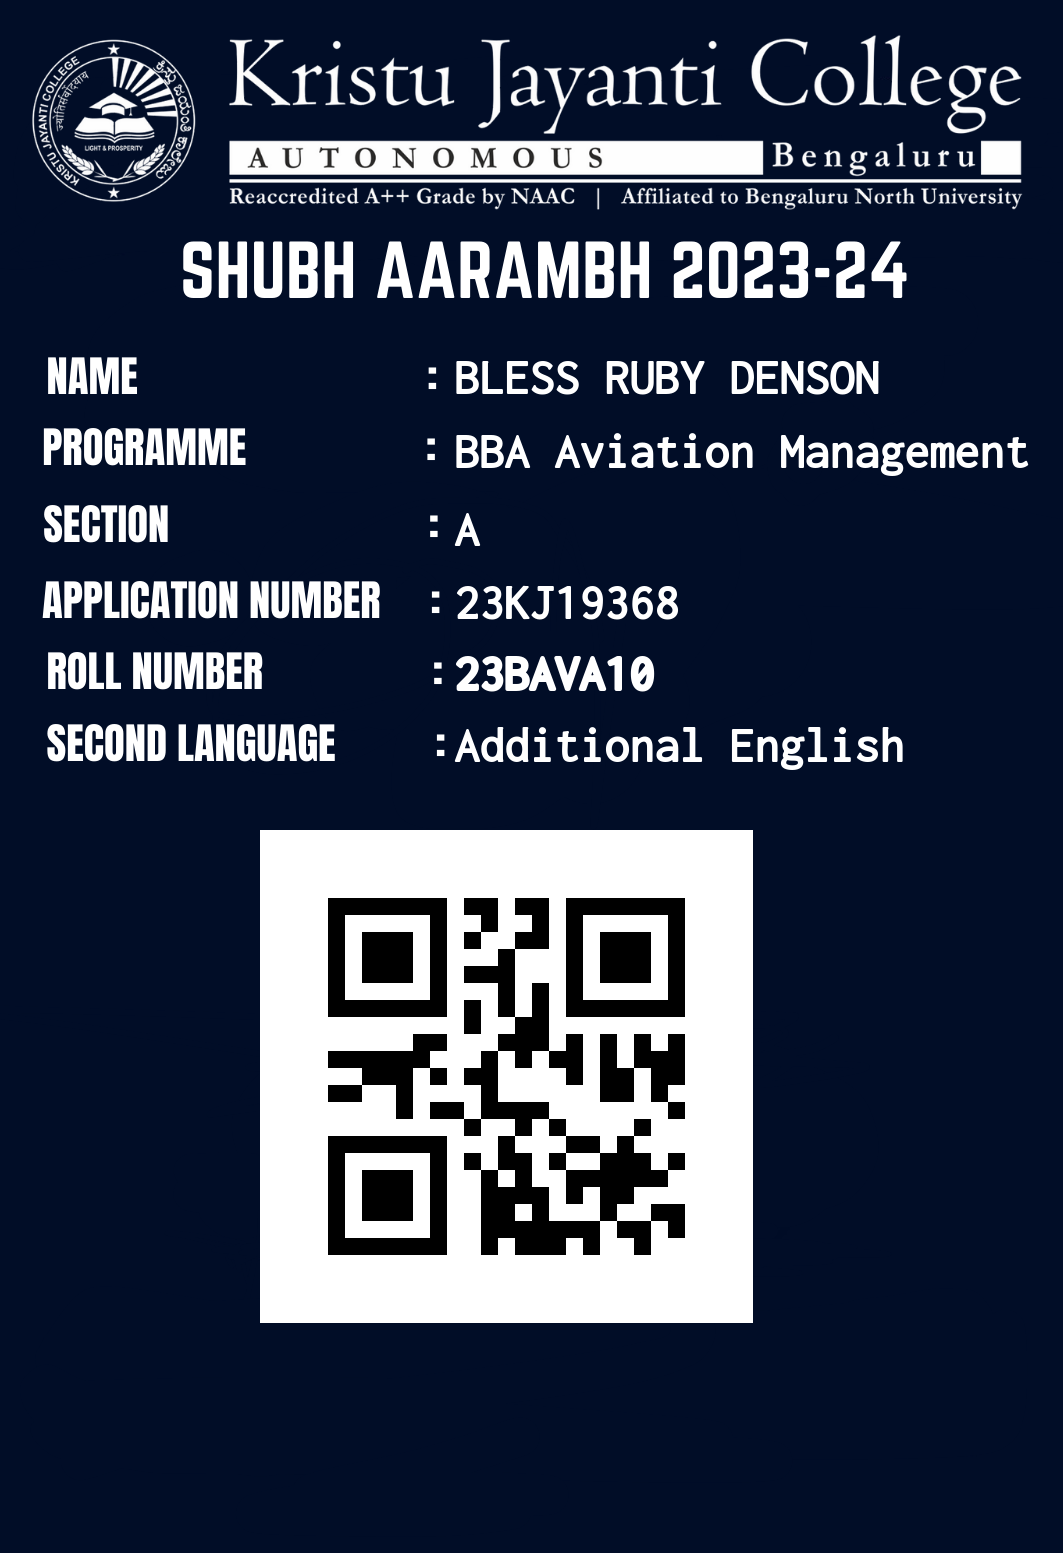 Kristu Jayanti College
AUTONOMOUS Bengaluru
Reaccredited A++ Grade by NAAC | Affiliated to Bengaluru North University
KRISTU JAYANTI COLLEGE
LIGHT & PROSPERITY
SHUBH AARAMBH 2023-24
NAME : BLESS RUBY DENSON
PROGRAMME : BBA Aviation Management
SECTION : A
APPLICATION NUMBER : 23KJ19368
ROLL NUMBER : 23BAVA10
SECOND LANGUAGE : Additional English